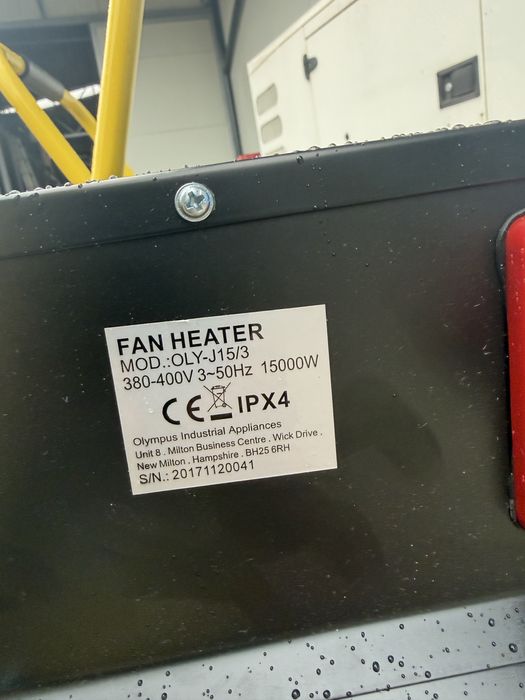 FAN HEATER
MOD.:OLY-J15/3
380-400V 3~50Hz 15000W
CE IPX4
Olympus Industrial Appliances
Unit 8 . Milton Business Centre . Wick Drive .
New Milton . Hampshire . BH25 6RH
S/N.: 20171120041